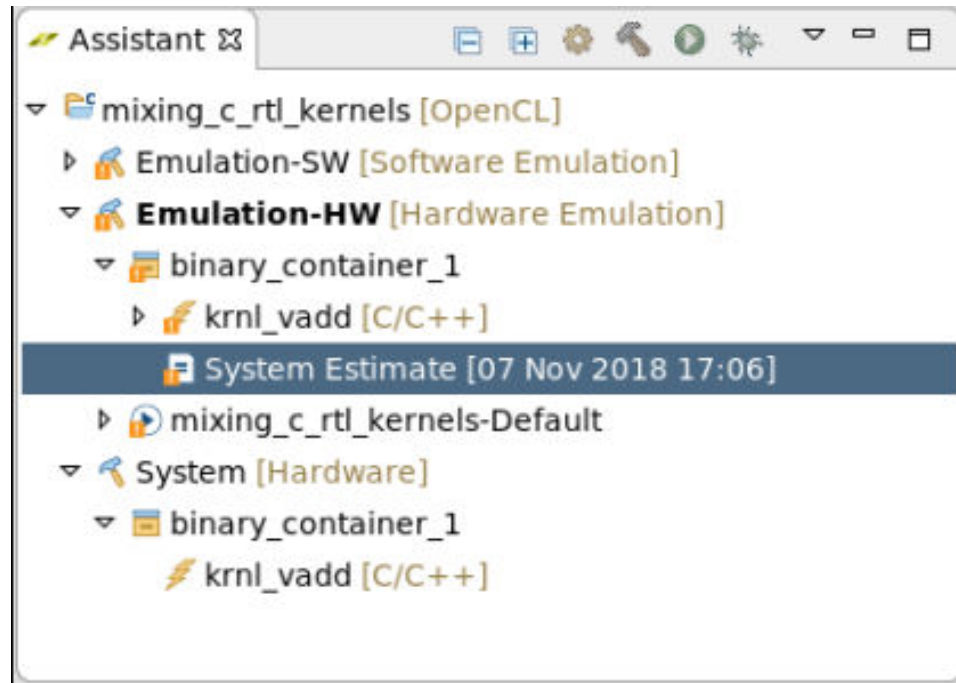 Assistant
mixing_c_rtl_kernels [OpenCL]
Emulation-SW [Software Emulation]
Emulation-HW [Hardware Emulation]
binary_container_1
krnl_vadd [C/C++]
System Estimate [07 Nov 2018 17:06]
mixing_c_rtl_kernels-Default
System [Hardware]
binary_container_1
krnl_vadd [C/C++]